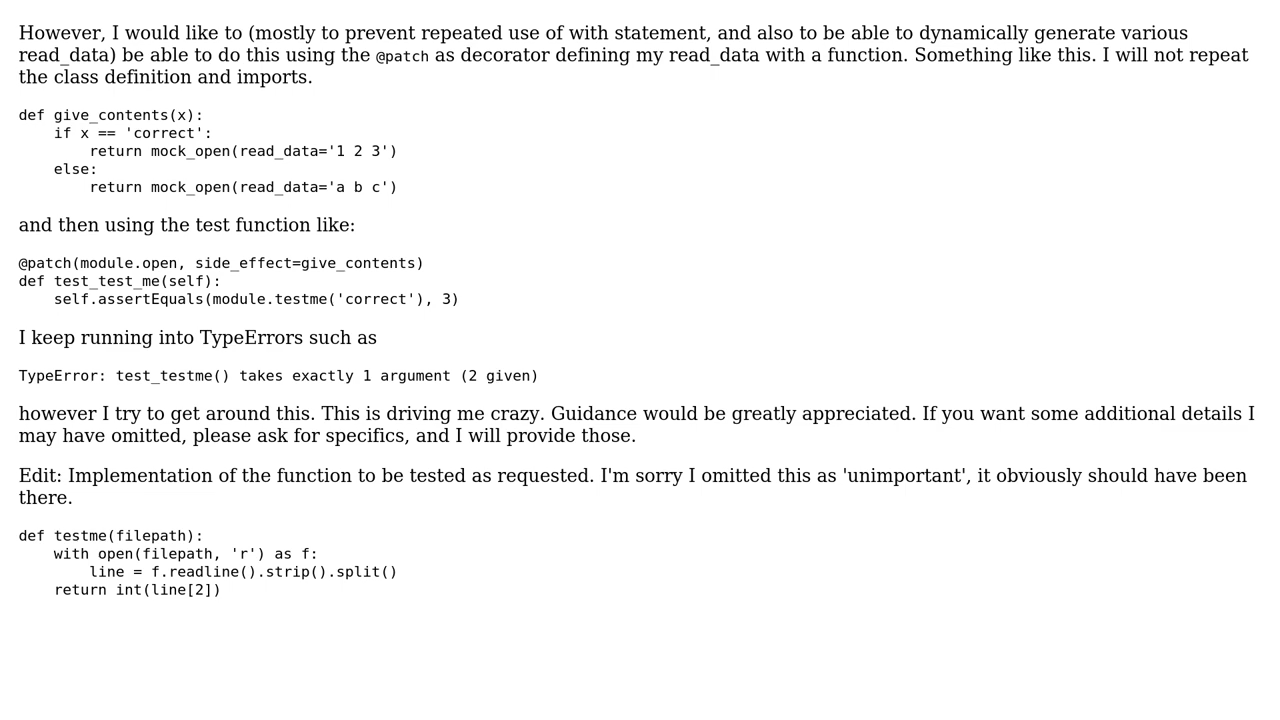 However, I would like to (mostly to prevent repeated use of with statement, and also to be able to dynamically generate various
read_data) be able to do this using the @patch as decorator defining my read_data with a function. Something like this. I will not repeat
the class definition and imports.
def give_contents(x):
    if x == 'correct':
        return mock_open(read_data='1 2 3')
    else:
        return mock_open(read_data='a b c')
and then using the test function like:
@patch(module.open, side_effect=give_contents)
def test_test_me(self):
    self.assertEquals(module.testme('correct'), 3)
I keep running into TypeErrors such as
TypeError: test_testme() takes exactly 1 argument (2 given)
however I try to get around this. This is driving me crazy. Guidance would be greatly appreciated. If you want some additional details I
may have omitted, please ask for specifics, and I will provide those.
Edit: Implementation of the function to be tested as requested. I'm sorry I omitted this as 'unimportant', it obviously should have been
there.
def testme(filepath):
    with open(filepath, 'r') as f:
        line = f.readline().strip().split()
    return int(line[2])